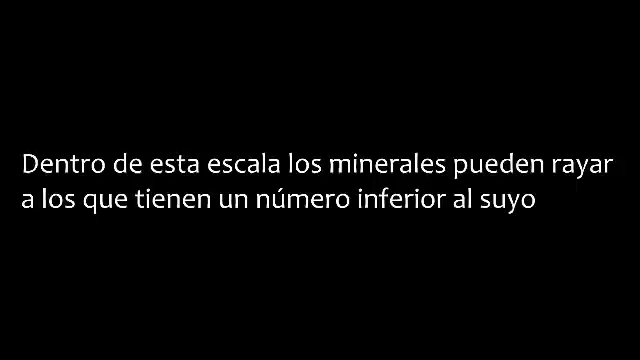 Dentro de esta escala los minerales pueden rayar
a los que tienen un número inferior al suyo